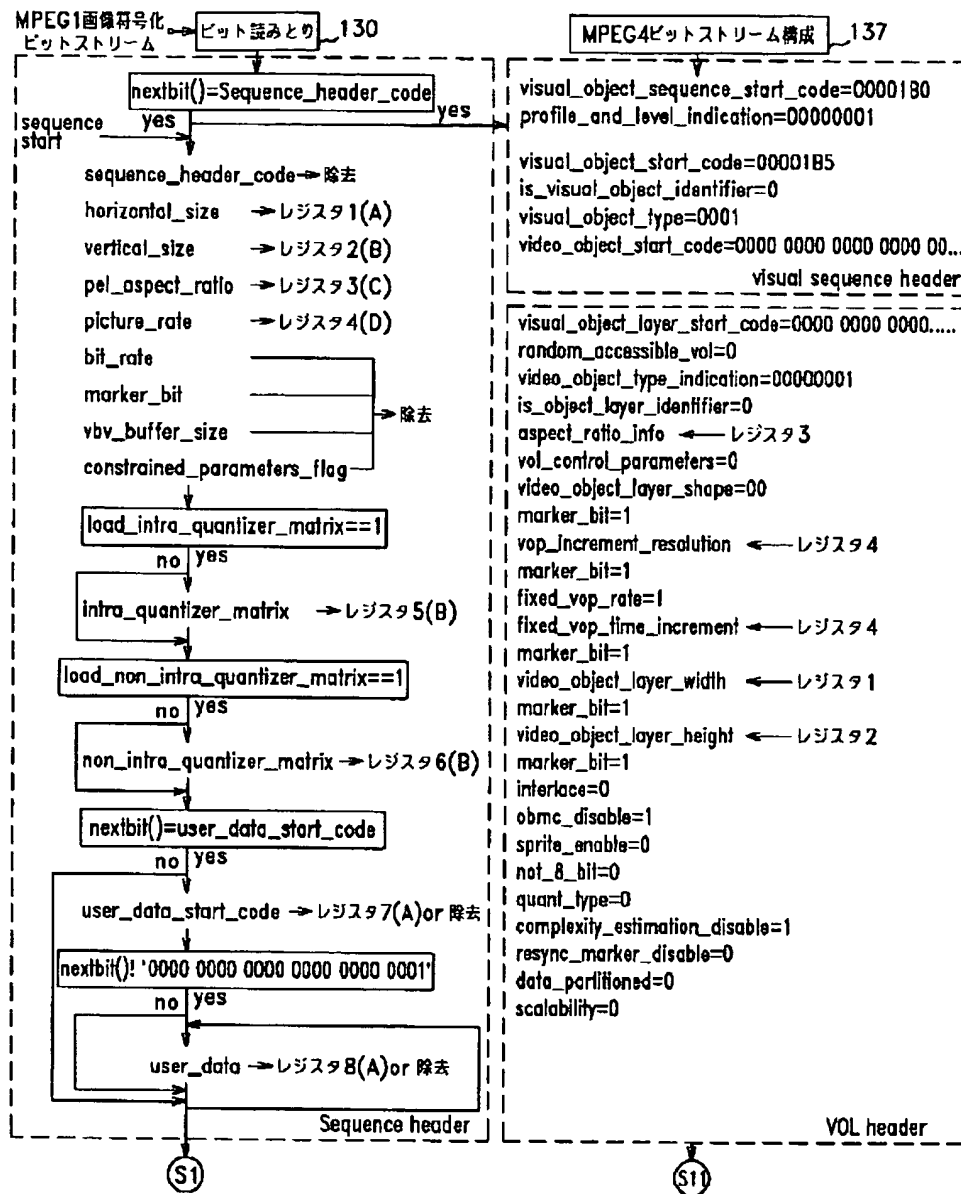 MPEG1画像符号化
ビットストリーム
ビット読みとり
130
nextbit()=Sequence_header_code
yes
yes
sequence
start
sequence_header_code→除去
horizontal_size →レジスタ1(A)
vertical_size →レジスタ2(B)
pel_aspect_ratio →レジスタ3(C)
picture_rate →レジスタ4(D)
bit_rate
marker_bit
→除去
vbv_buffer_size
constrained_parameters_flag
load_intra_quantizer_matrix==1
no yes
intra_quantizer_matrix →レジスタ5(B)
load_non_intra_quantizer_matrix==1
no yes
non_intra_quantizer_matrix→レジスタ6(B)
nextbit()=user_data_start_code
no yes
user_data_start_code →レジスタ7(A)or 除去
nextbit()! '0000 0000 0000 0000 0000 0001'
no yes
user_data →レジスタ8(A)or 除去
Sequence header
S1
MPEG4ビットストリーム構成
137
visual_object_sequence_start_code=00001B0
profile_and_level_indication=00000001
visual_object_start_code=00001B5
is_visual_object_identifier=0
visual_object_type=0001
video_object_start_code=0000 0000 0000 0000 00...
visual sequence header
visual_object_layer_start_code=0000 0000 0000.....
random_accessible_vol=0
video_object_type_indication=00000001
is_object_layer_identifier=0
aspect_ratio_info ← レジスタ3
vol_control_parameters=0
video_object_layer_shape=00
marker_bit=1
vop_increment_resolution ← レジスタ4
marker_bit=1
fixed_vop_rate=1
fixed_vop_time_increment ← レジスタ4
marker_bit=1
video_object_layer_width ← レジスタ1
marker_bit=1
video_object_layer_height ← レジスタ2
marker_bit=1
interlace=0
obmc_disable=1
sprite_enable=0
not_8_bit=0
quant_type=0
complexity_estimation_disable=1
resync_marker_disable=0
data_partitioned=0
scalability=0
VOL header
S11